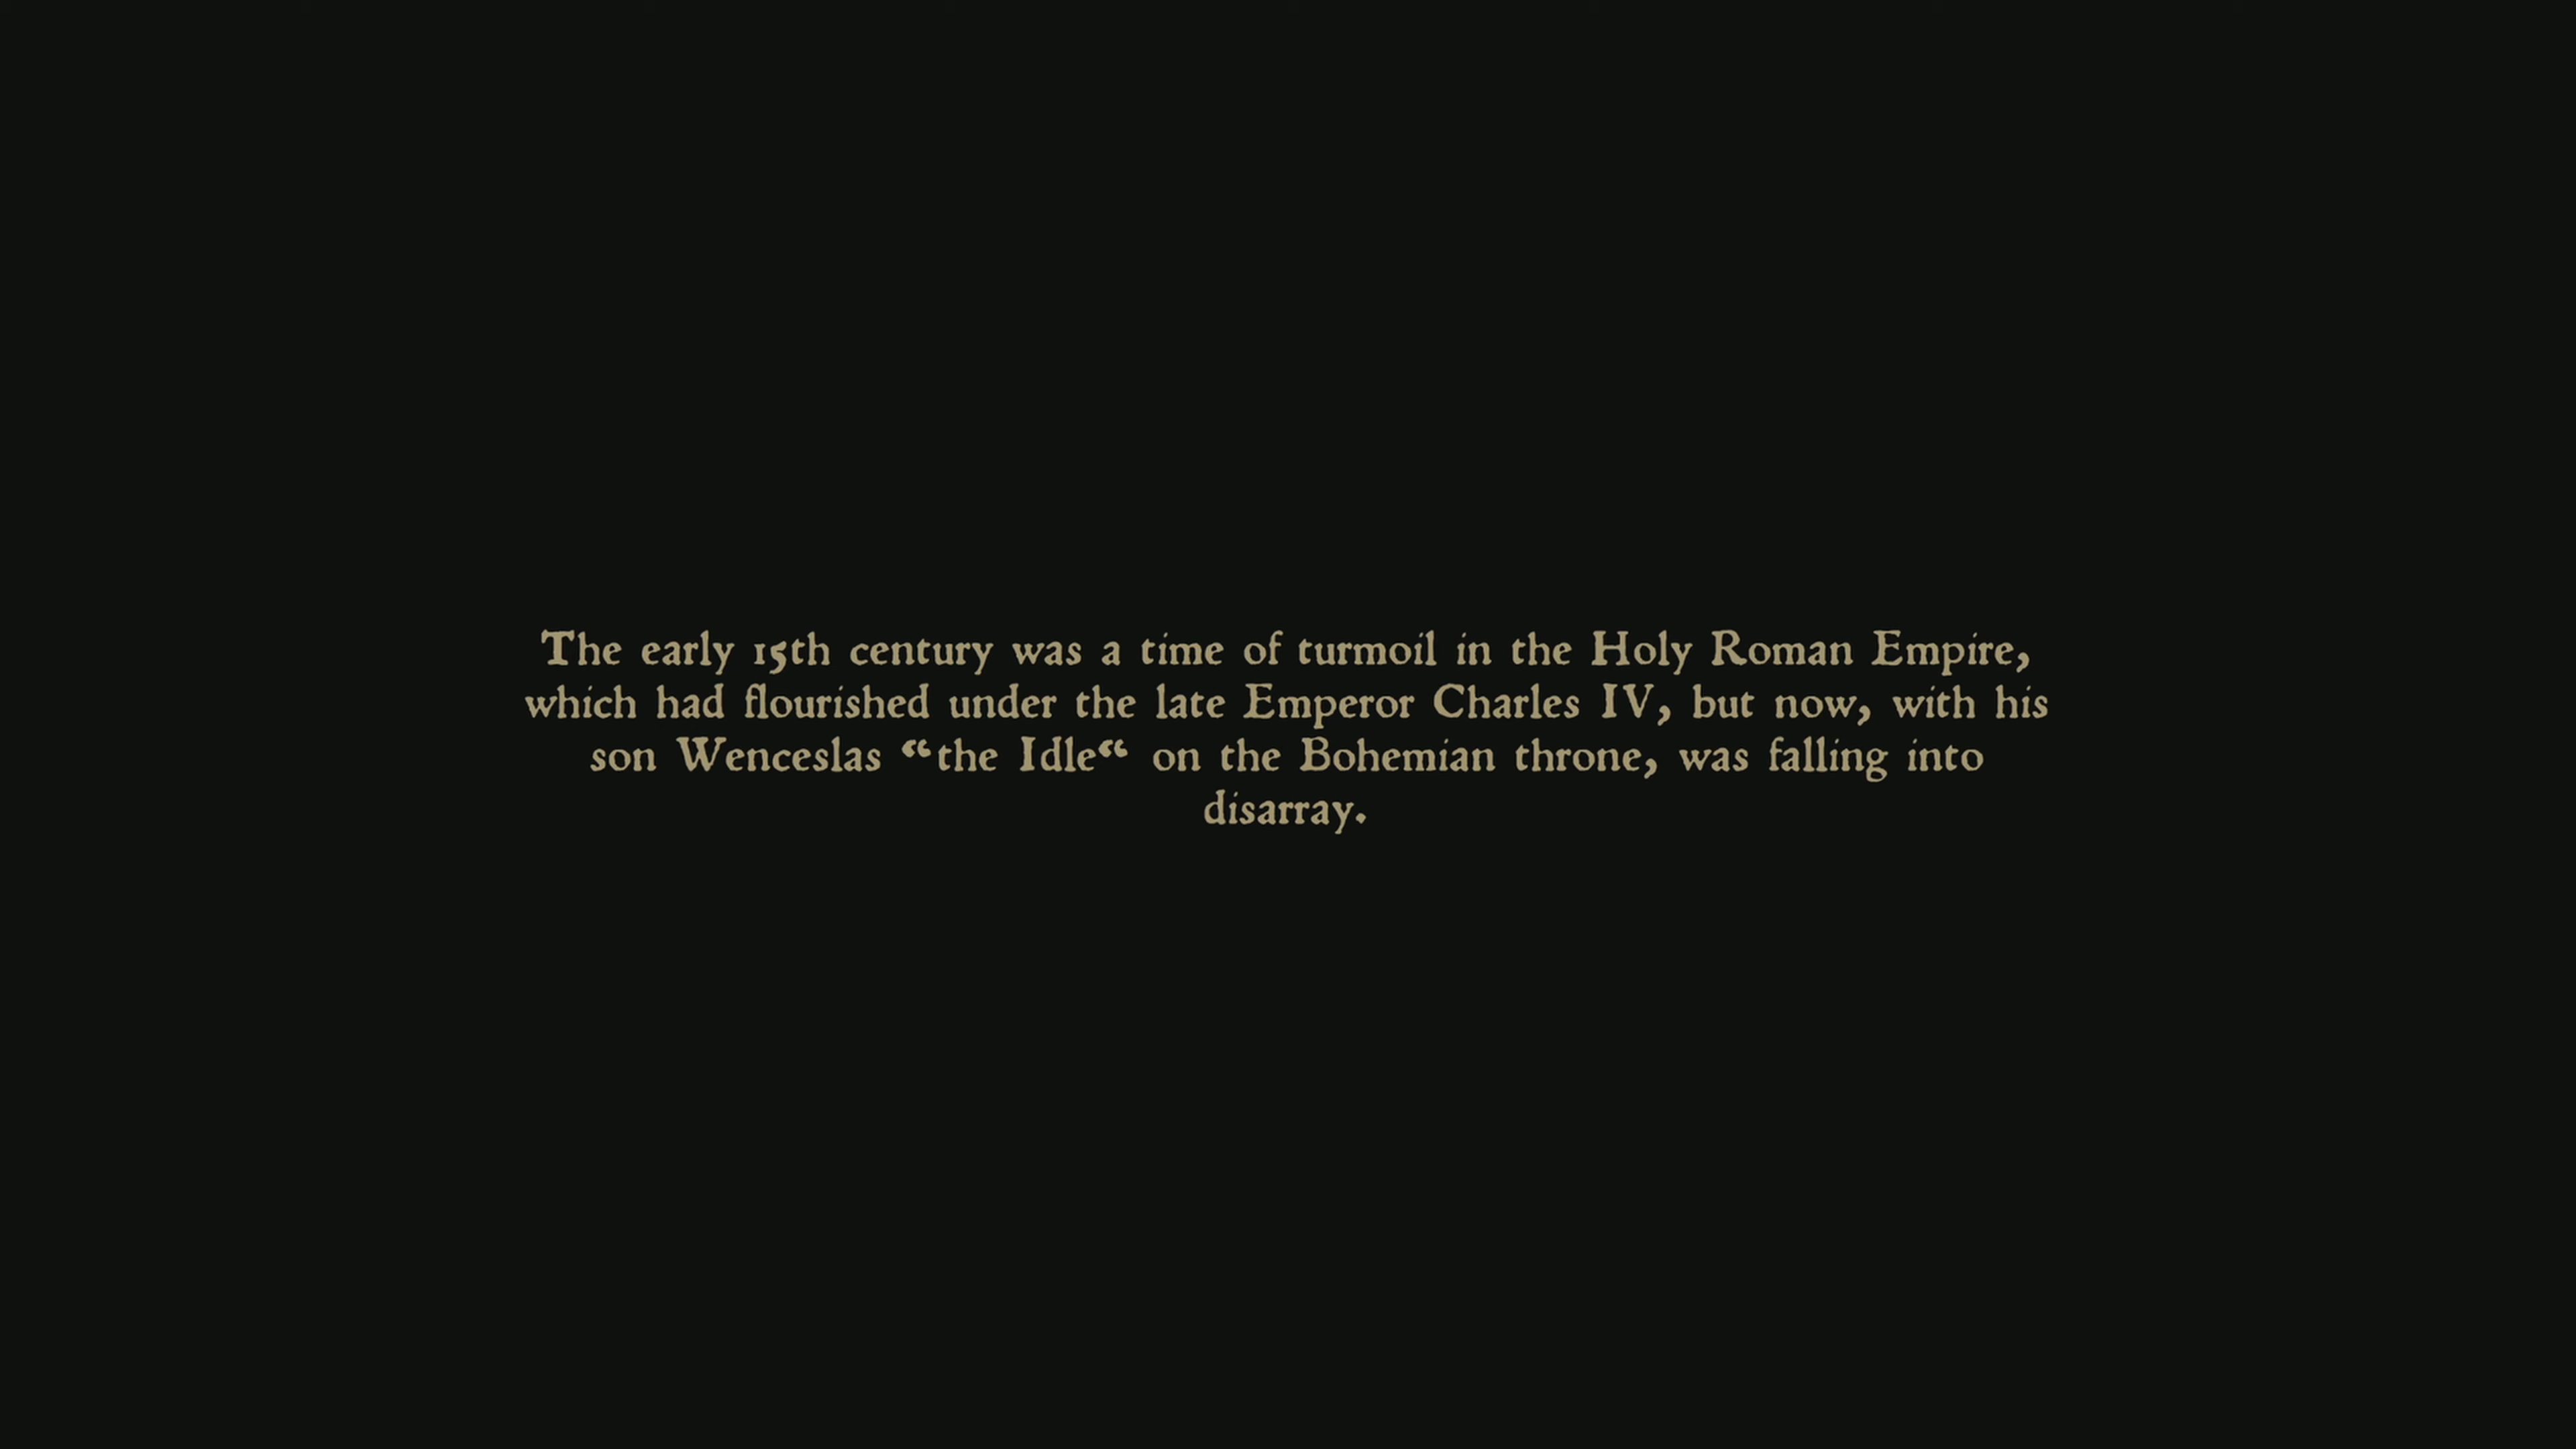 The early 15th century was a time of turmoil in the Holy Roman Empire,
which had flourished under the late Emperor Charles IV, but now, with his
son Wenceslas “the Idle“ on the Bohemian throne, was falling into
disarray.